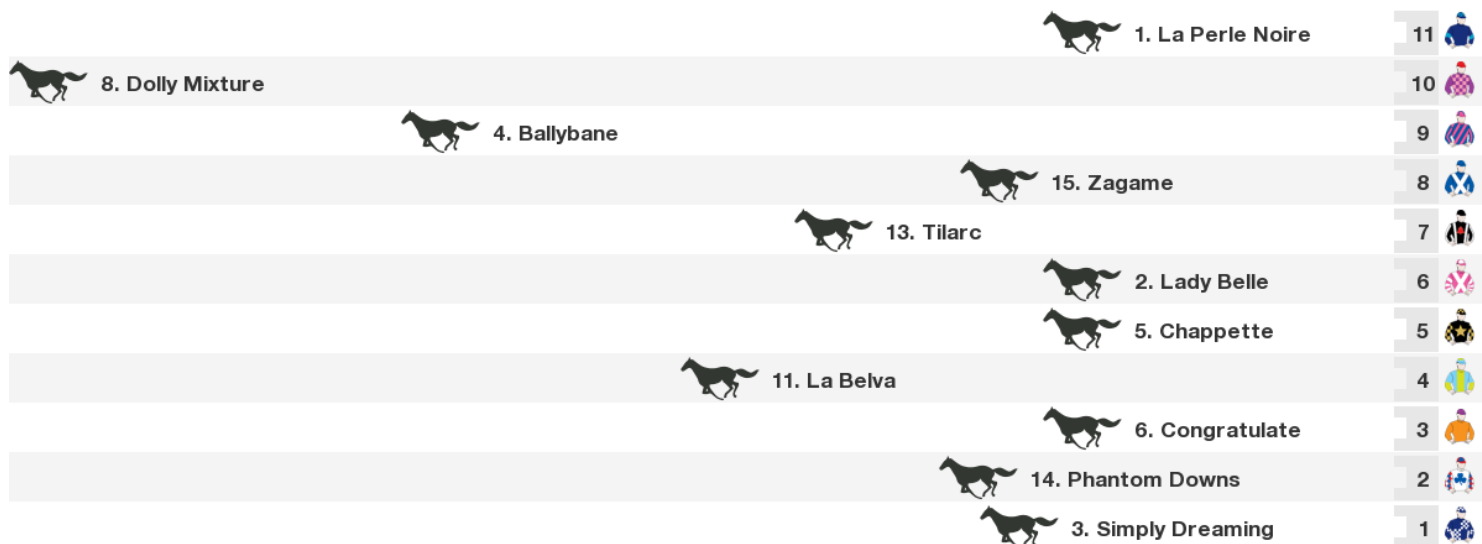 1. La Perle Noire 11
8. Dolly Mixture 10
4. Ballybane 9
15. Zagame 8
13. Tilarc 7
2. Lady Belle 6
5. Chappette 5
11. La Belva 4
6. Congratulate 3
14. Phantom Downs 2
3. Simply Dreaming 1